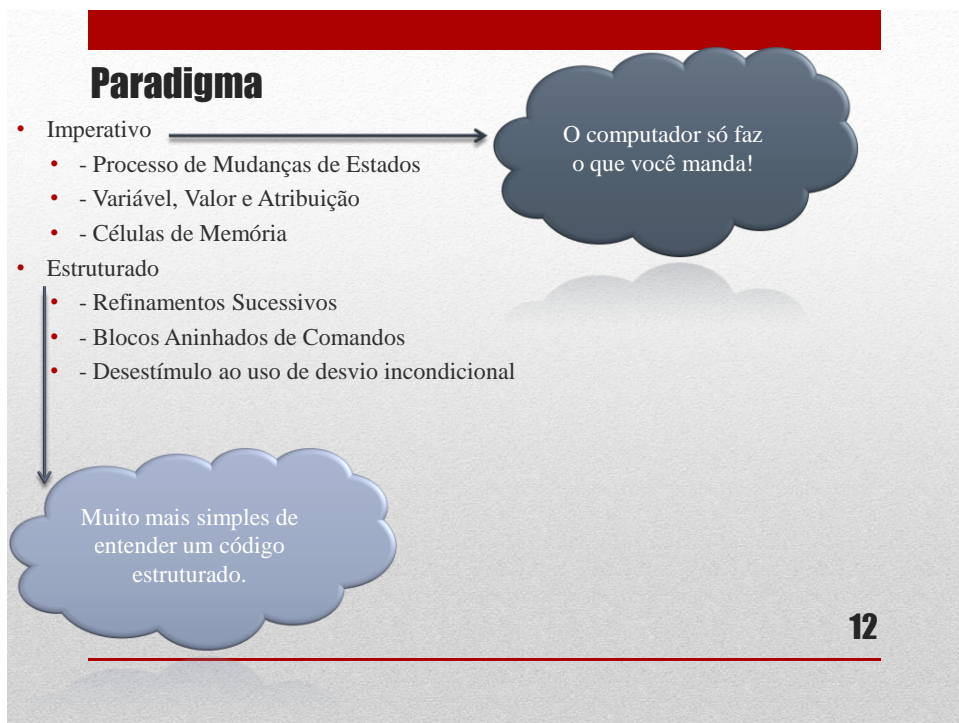 Paradigma
• Imperativo
• - Processo de Mudanças de Estados
• - Variável, Valor e Atribuição
• - Células de Memória
• Estruturado
• - Refinamentos Sucessivos
• - Blocos Aninhados de Comandos
• - Desestímulo ao uso de desvio incondicional
O computador só faz
o que você manda!
Muito mais simples de
entender um código
estruturado.
12